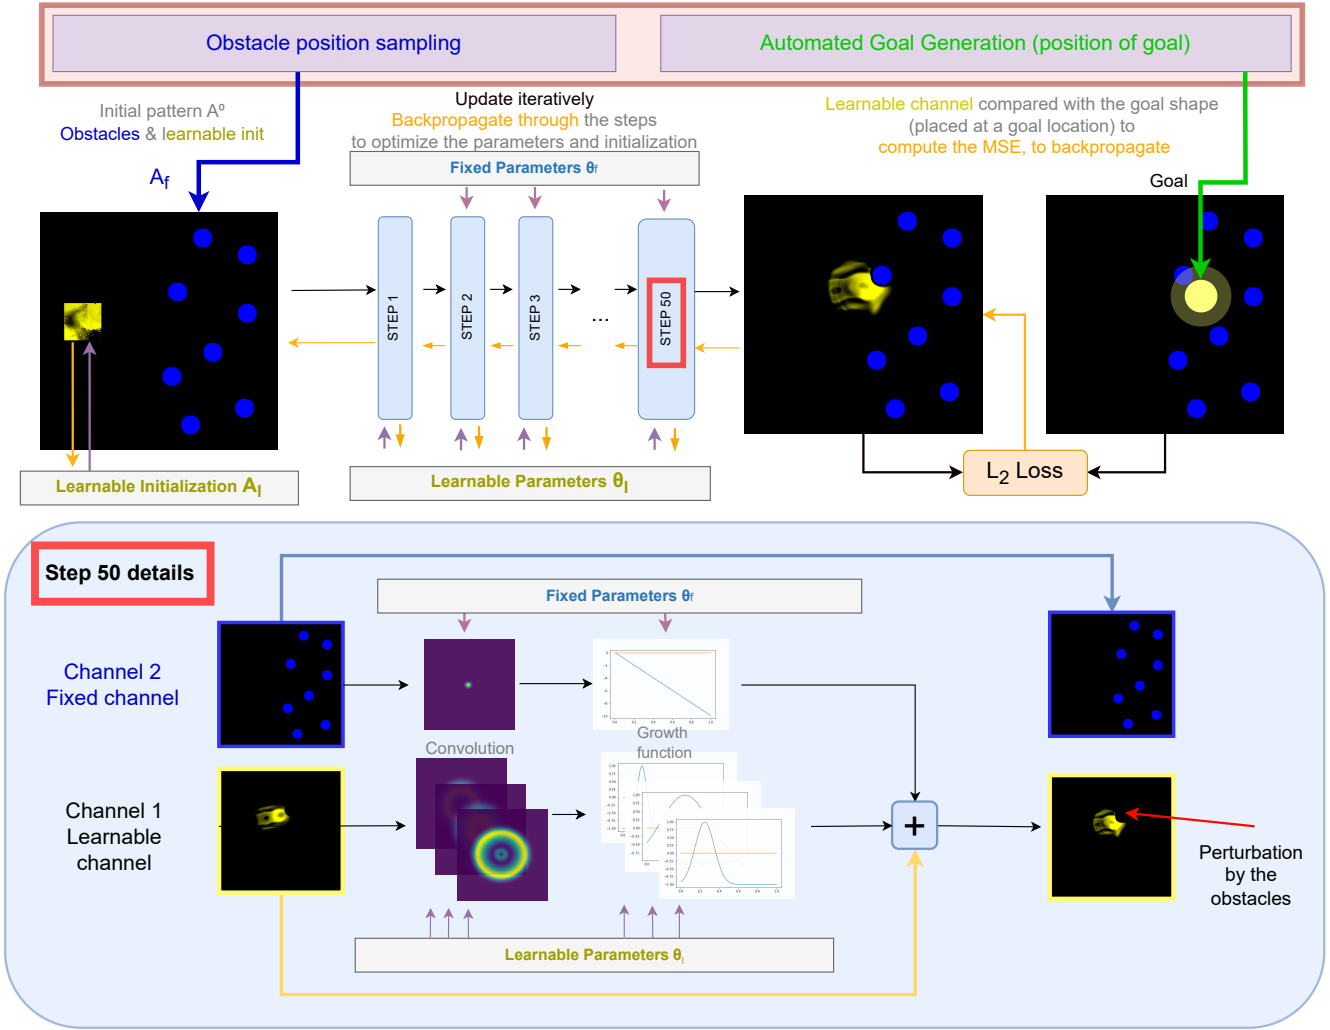 Obstacle position sampling
Automated Goal Generation (position of goal)
Initial pattern A⁰
Obstacles & learnable init
A_f
Update iteratively
Backpropagate through the steps
to optimize the parameters and initialization
Fixed Parameters θf
Learnable channel compared with the goal shape
(placed at a goal location) to
compute the MSE, to backpropagate
Goal
STEP 1
STEP 2
STEP 3
...
STEP 50
Learnable Initialization A_l
Learnable Parameters θ_l
L₂ Loss
Step 50 details
Fixed Parameters θf
Channel 2
Fixed channel
Convolution
Growth
function
Channel 1
Learnable
channel
+
Perturbation
by the
obstacles
Learnable Parameters θ_l